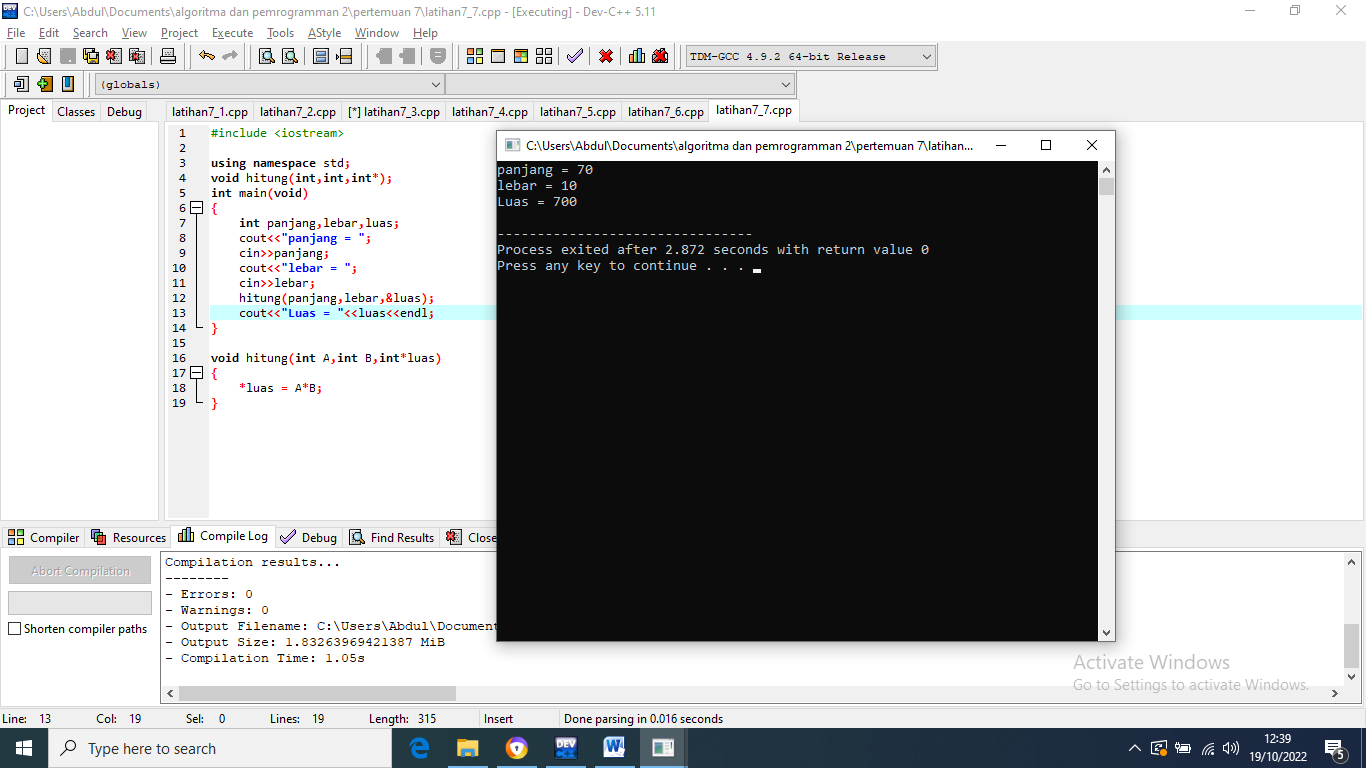 C:\Users\Abdul\Documents\algoritma dan pemrogramman 2\pertemuan 7\latihan7_7.cpp - [Executing] - Dev-C++ 5.11
File Edit Search View Project Execute Tools AStyle Window Help
TDM-GCC 4.9.2 64-bit Release
(globals)
Project Classes Debug
latihan7_1.cpp latihan7_2.cpp [*] latihan7_3.cpp latihan7_4.cpp latihan7_5.cpp latihan7_6.cpp latihan7_7.cpp
1 #include <iostream>
2
3 using namespace std;
4 void hitung(int,int,int*);
5 int main(void)
6 {
7 int panjang,lebar,luas;
8 cout<<"panjang = ";
9 cin>>panjang;
10 cout<<"lebar = ";
11 cin>>lebar;
12 hitung(panjang,lebar,&luas);
13 cout<<"Luas = "<<luas<<endl;
14 }
15
16 void hitung(int A,int B,int*luas)
17 {
18 *luas = A*B;
19 }
C:\Users\Abdul\Documents\algoritma dan pemrogramman 2\pertemuan 7\latihan...
panjang = 70
lebar = 10
Luas = 700
--------------------------------
Process exited after 2.872 seconds with return value 0
Press any key to continue . . .
Compiler Resources Compile Log Debug Find Results Close
Abort Compilation
Shorten compiler paths
Compilation results...
--------
- Errors: 0
- Warnings: 0
- Output Filename: C:\Users\Abdul\Document
- Output Size: 1.83263969421387 MiB
- Compilation Time: 1.05s
Activate Windows
Go to Settings to activate Windows.
Line: 13 Col: 19 Sel: 0 Lines: 19 Length: 315 Insert Done parsing in 0.016 seconds
Type here to search
DEV
12:39
19/10/2022
5